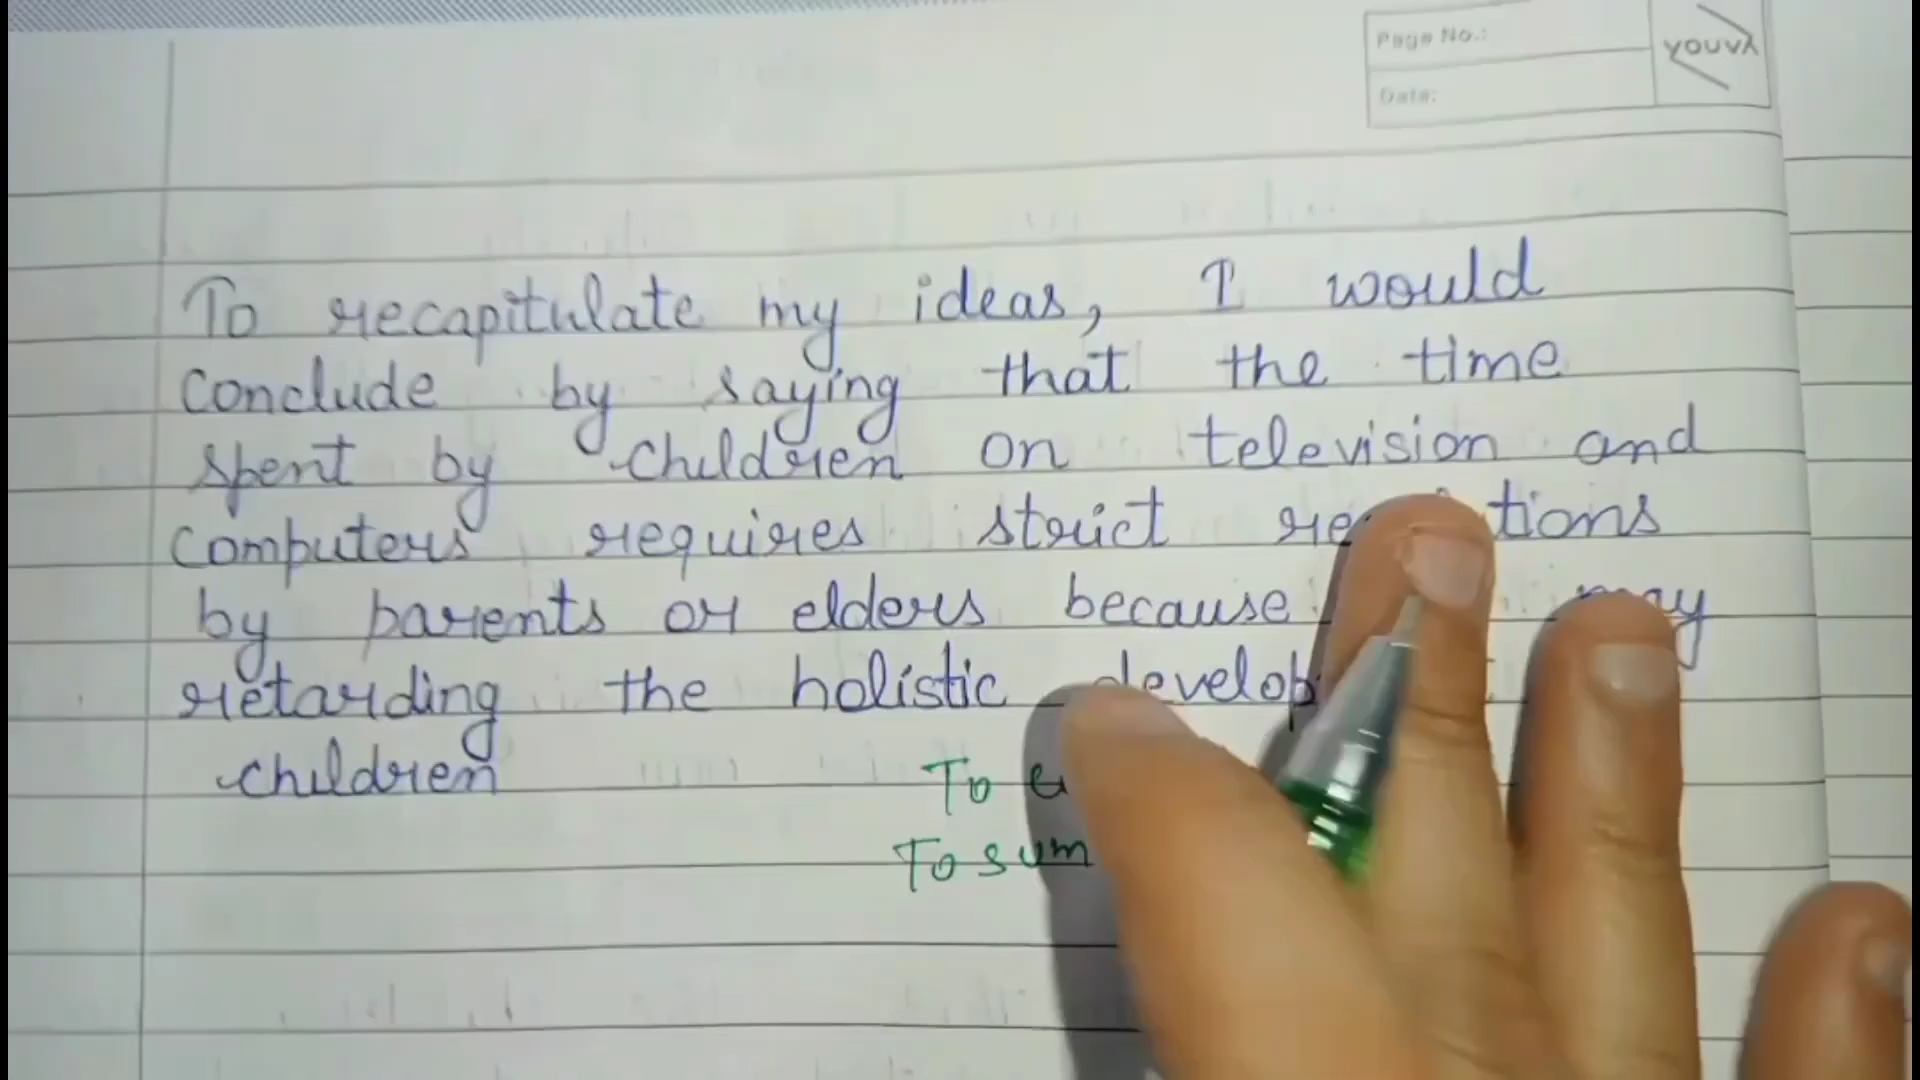 Page No.:
Date:
YOUVA
To recapitulate my ideas, I would
conclude by saying that the time
spent by children on television and
computers requires strict
by parents or elders because may
retarding the holistic
children
To
To sum